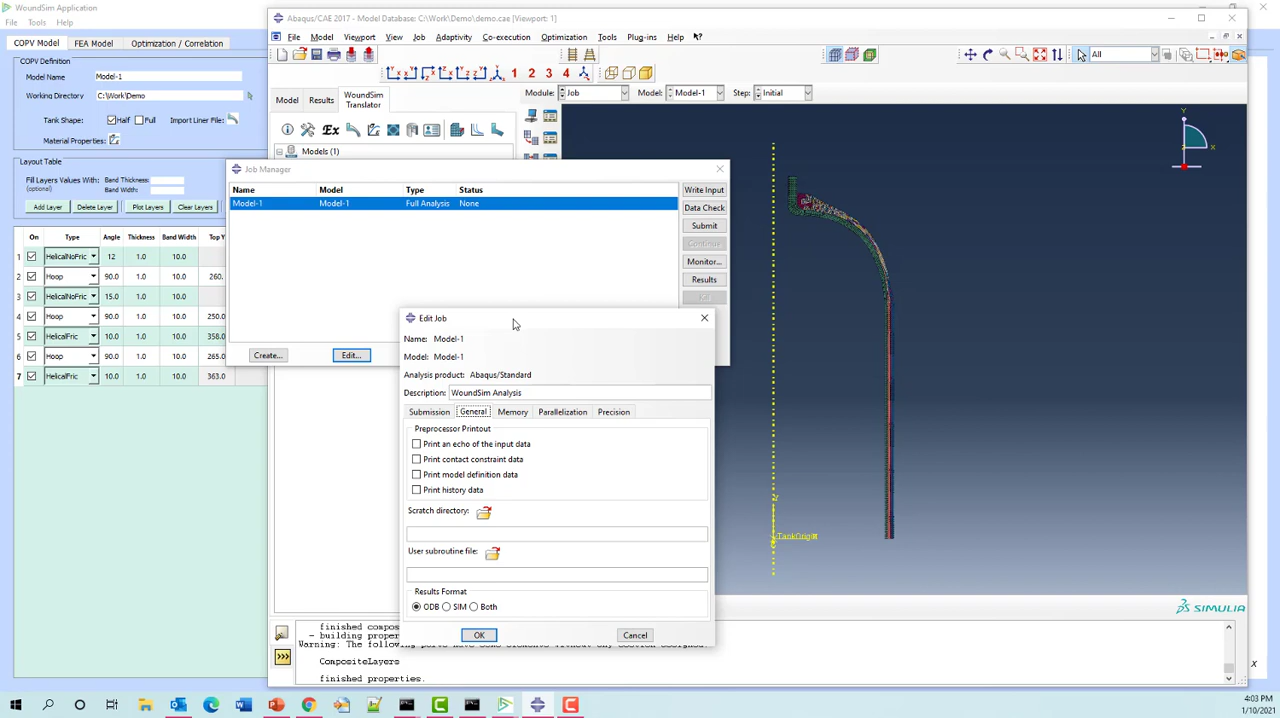 WoundSim Application
File Tools Help
COPV Model FEA Model Optimization / Correlation
COPV Definition
Model Name Model-1
Working Directory C:\Work\Demo
Tank Shape: Half Full Import Liner File:
Material Properties:
Layout Table
Fill Layers Values With: Band Thickness:
(optional) Band Width:
Add Layer Delete Layer Plot Layers Clear Layers
On Type Angle Thickness Band Width Top Y
1 HelicalNoFric 12 1.0 10.0
2 Hoop 90.0 1.0 10.0 260.
3 HelicalNoFric 15.0 1.0 10.0
4 Hoop 90.0 1.0 10.0 250.0
5 HelicalFric 10.0 1.0 10.0 358.0
6 Hoop 90.0 1.0 10.0 265.0
7 HelicalFric 10.0 1.0 10.0 363.0
Abaqus/CAE 2017 - Model Database: C:\Work\Demo\demo.cae [Viewport: 1]
File Model Viewport View Job Adaptivity Co-execution Optimization Tools Plug-ins Help
All
1 2 3 4
Model Results WoundSim Translator
Module: Job Model: Model-1 Step: Initial
Ex
Models (1)
Job Manager
Name Model Type Status
Model-1 Model-1 Full Analysis None
Write Input
Data Check
Submit
Continue
Monitor...
Results
Kill
Create... Edit...
Edit Job
Name: Model-1
Model: Model-1
Analysis product: Abaqus/Standard
Description: WoundSim Analysis
Submission General Memory Parallelization Precision
Preprocessor Printout
Print an echo of the input data
Print contact constraint data
Print model definition data
Print history data
Scratch directory:
User subroutine file:
Results Format
ODB SIM Both
OK Cancel
Y
X
Y
SIMULIA
finished
- building
CompositeLayers
finished properties.
x
4:03 PM
1/10/2021